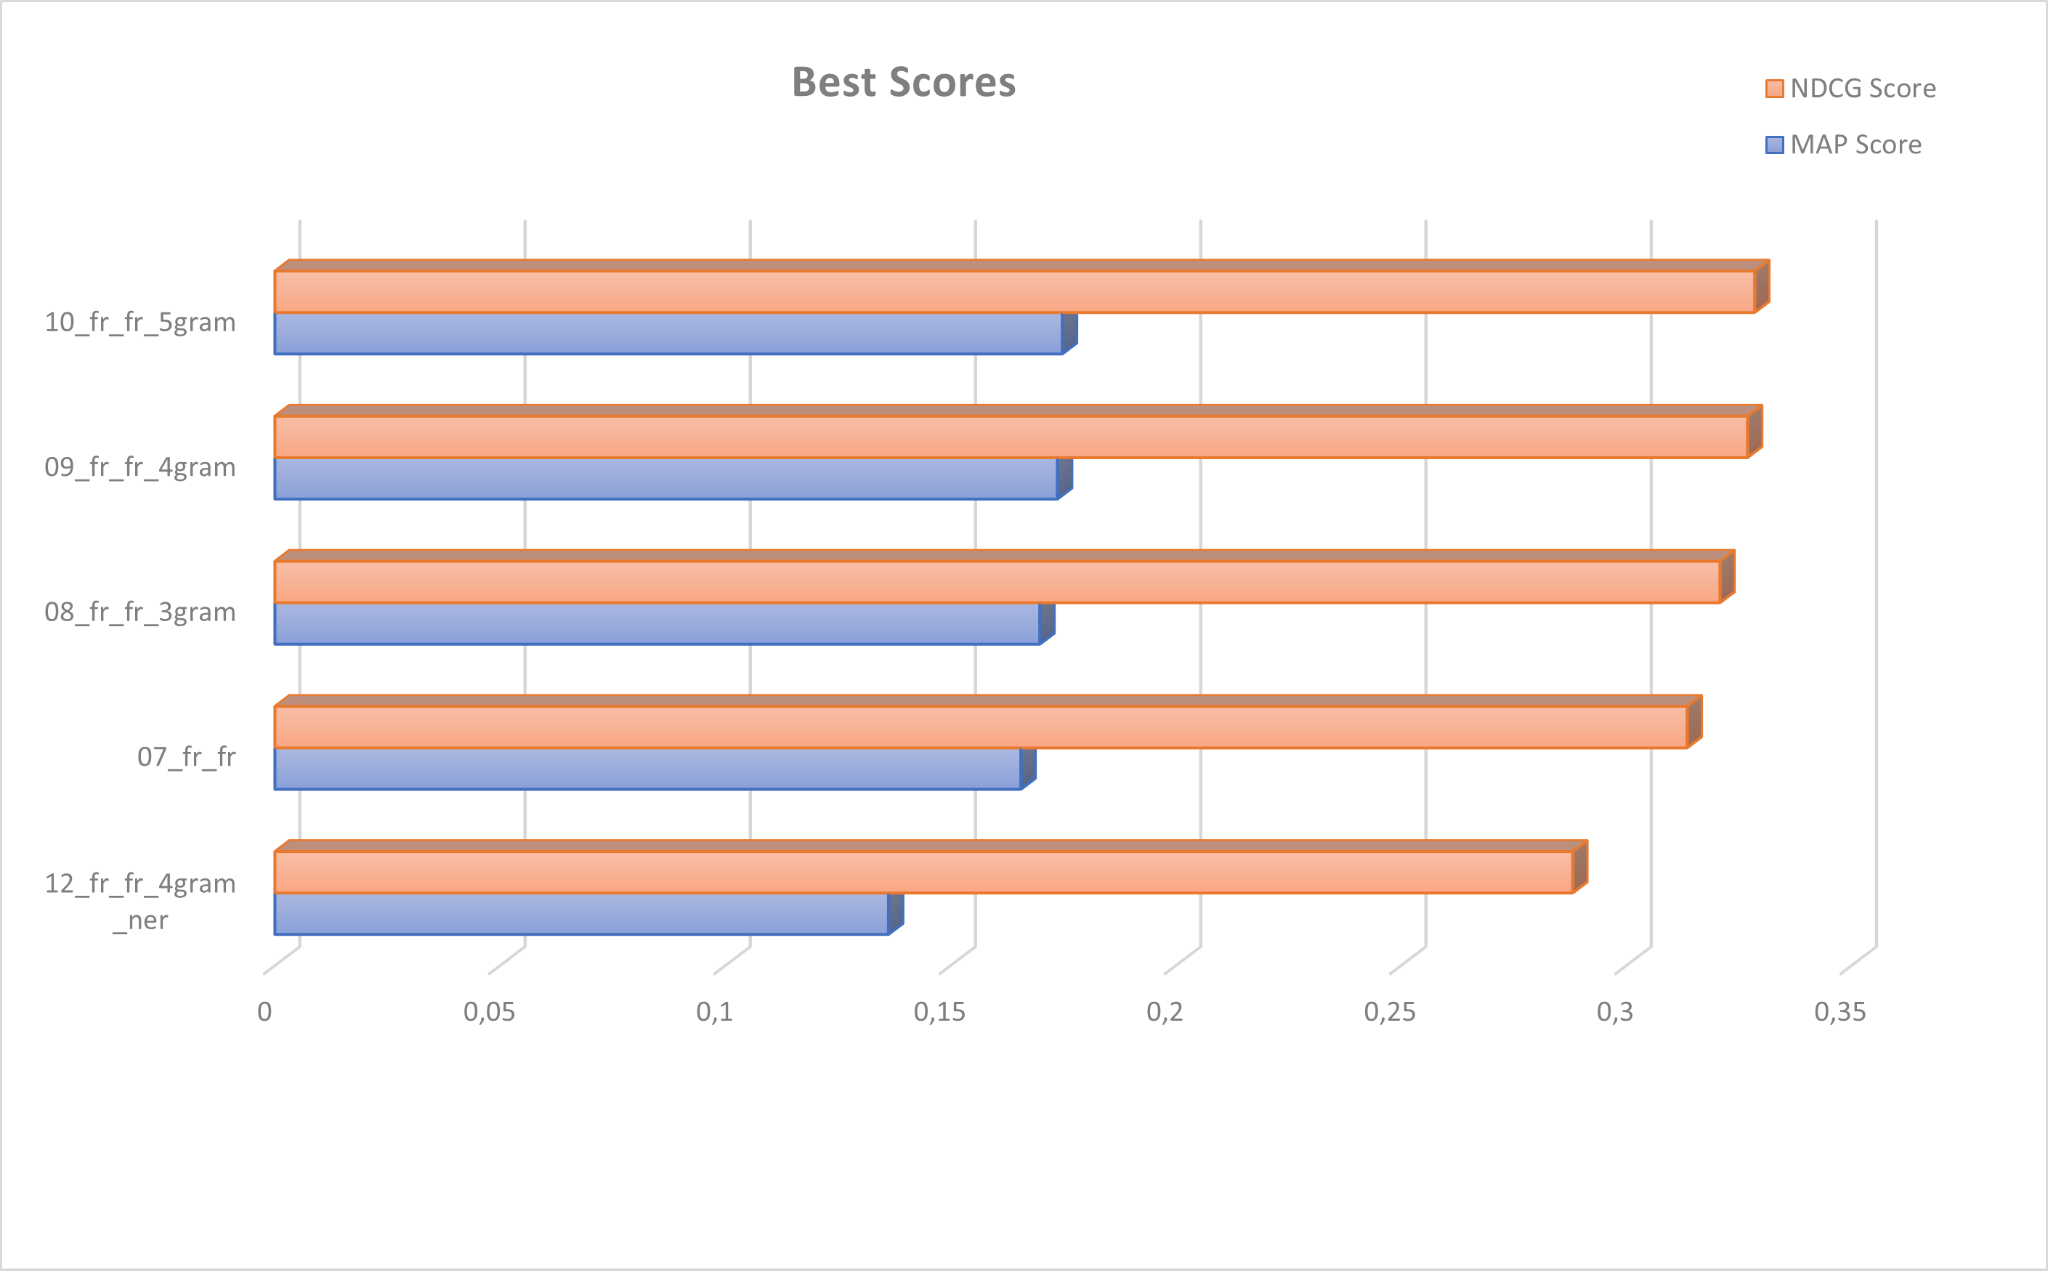 Best Scores
NDCG Score
MAP Score
10_fr_fr_5gram
09_fr_fr_4gram
08_fr_fr_3gram
07_fr_fr
12_fr_fr_4gram
_ner
0 0,05 0,1 0,15 0,2 0,25 0,3 0,35